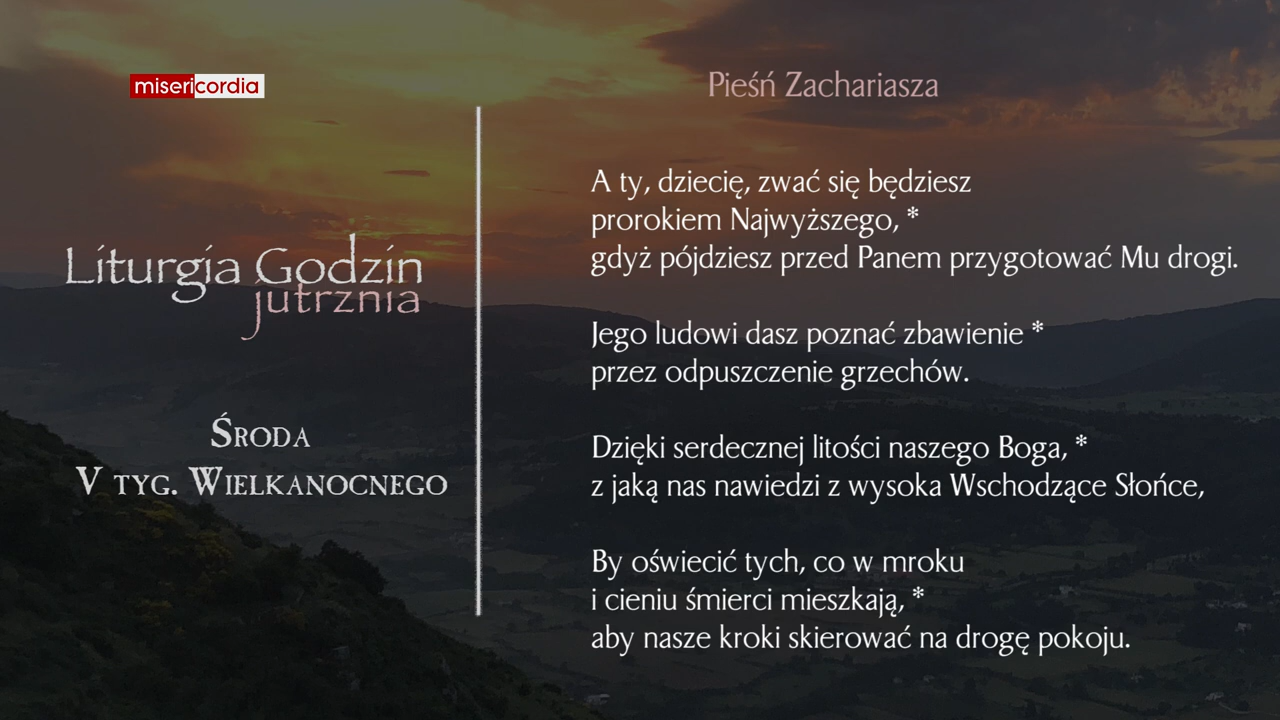 misericordia
Liturgia Godzin
jutrznia
Środa
V tyg. Wielkanocnego
Pieśń Zachariasza
A ty, dziecię, zwać się będziesz
prorokiem Najwyższego, *
gdyż pójdziesz przed Panem przygotować Mu drogi.
Jego ludowi dasz poznać zbawienie *
przez odpuszczenie grzechów.
Dzięki serdecznej litości naszego Boga, *
z jaką nas nawiedzi z wysoka Wschodzące Słońce,
By oświecić tych, co w mroku
i cieniu śmierci mieszkają, *
aby nasze kroki skierować na drogę pokoju.